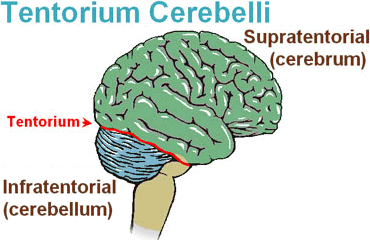 Tentorium Cerebelli
Supratentorial
(cerebrum)
Tentorium
Infratentorial
(cerebellum)